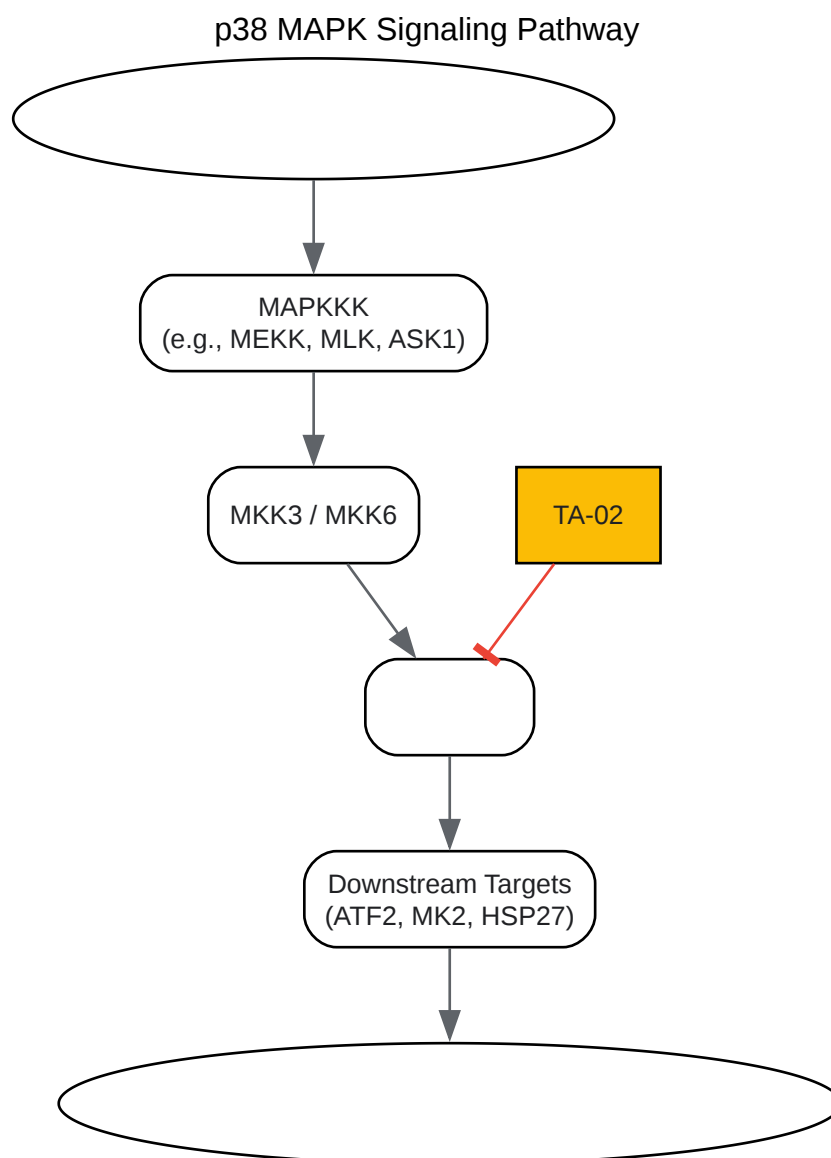 p38 MAPK Signaling Pathway
MAPKKK
(e.g., MEKK, MLK, ASK1)
MKK3 / MKK6
TA-02
Downstream Targets
(ATF2, MK2, HSP27)